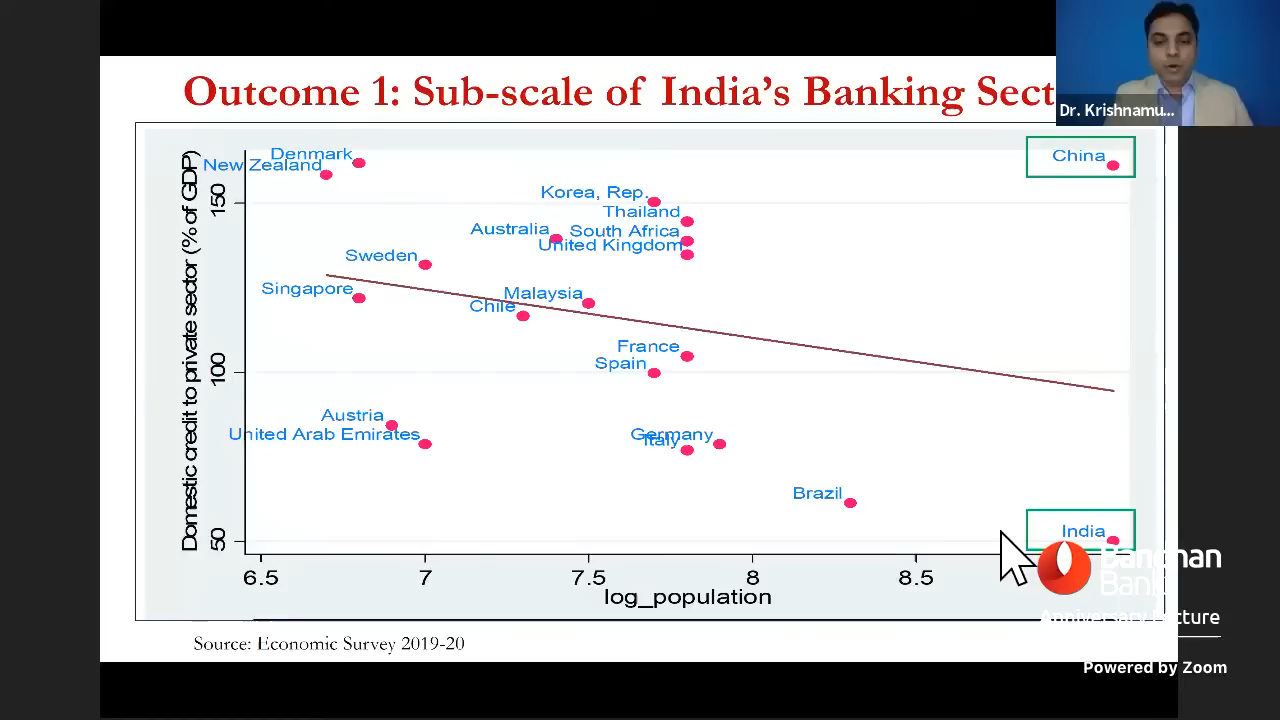 Outcome 1: Sub-scale of India's Banking Sect
Dr. Krishnamu...
Domestic credit to private sector (% of GDP)
150
100
50
Denmark
New Zealand
China
Korea, Rep.
Thailand
Australia
South Africa
United Kingdom
Sweden
Singapore
Malaysia
Chile
France
Spain
Austria
United Arab Emirates
Germany
Italy
Brazil
India
6.5
7
7.5
8
8.5
log_population
Bandhan
Bank
Anniversary Lecture
Source: Economic Survey 2019-20
Powered by Zoom